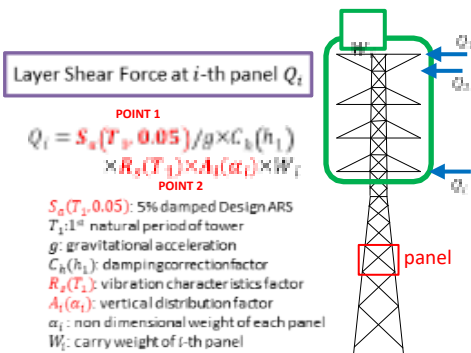 Layer Shear Force at i-th panel Qᵢ
POINT 1
Qᵢ = Sₐ(T₁, 0.05)/g×Cₕ(h₁)
×Rₛ(T₁)×Aᵢ(αᵢ)×Wᵢ
POINT 2
Sₐ(T₁,0.05): 5% damped Design ARS
T₁:1ˢᵗ natural period of tower
g: gravitational acceleration
Cₕ(h₁): dampingcorrectionfactor
Rₛ(T₁): vibration characteristics factor
Aᵢ(αᵢ): vertical distribution factor
αᵢ: non dimensional weight of each panel
Wᵢ: carry weight of i-th panel
Qᵢ
panel